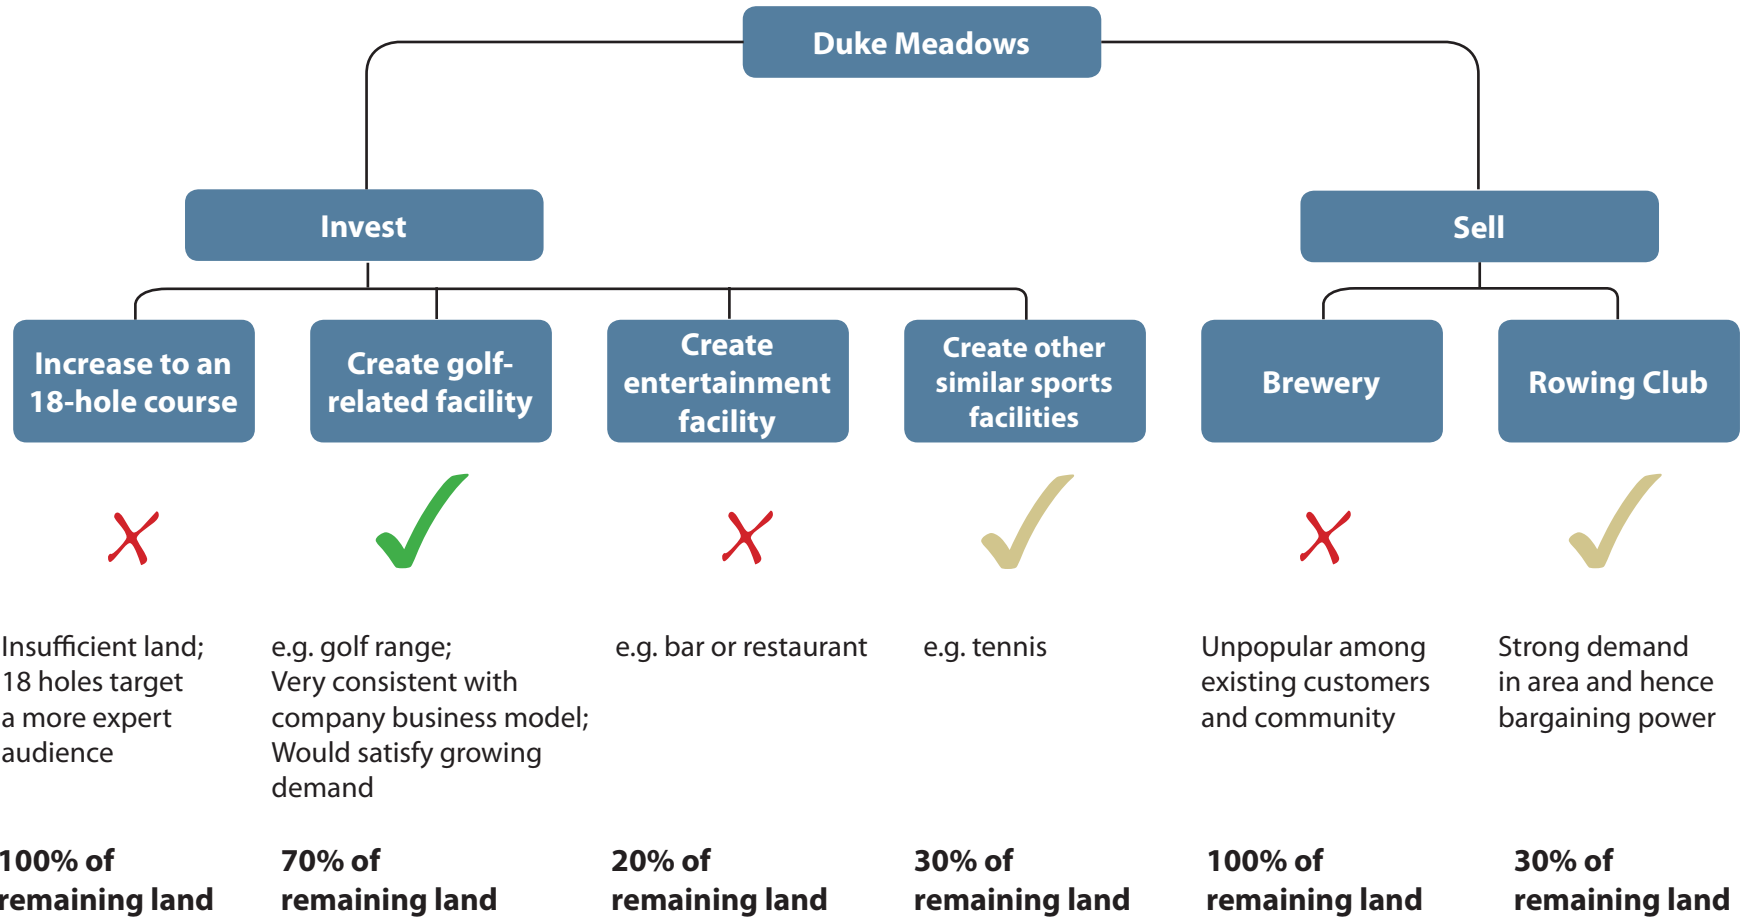 Duke Meadows
Invest
Sell
Increase to an
18-hole course
Create golf-
related facility
Create
entertainment
facility
Create other
similar sports
facilities
Brewery
Rowing Club
Insufficient land;
18 holes target
a more expert
audience
e.g. golf range;
Very consistent with
company business model;
Would satisfy growing
demand
e.g. bar or restaurant
e.g. tennis
Unpopular among
existing customers
and community
Strong demand
in area and hence
bargaining power
100% of
remaining land
70% of
remaining land
20% of
remaining land
30% of
remaining land
100% of
remaining land
30% of
remaining land